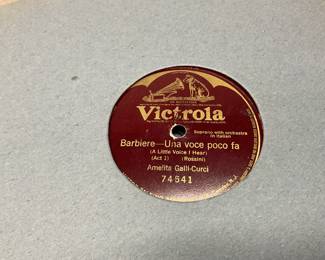 Victrola
Soprano with orchestra
in Italian
Barbiere—Una voce poco fa
(A Little Voice I Hear)
(Act I) (Rossini)
Amelita Galli-Curci
74541